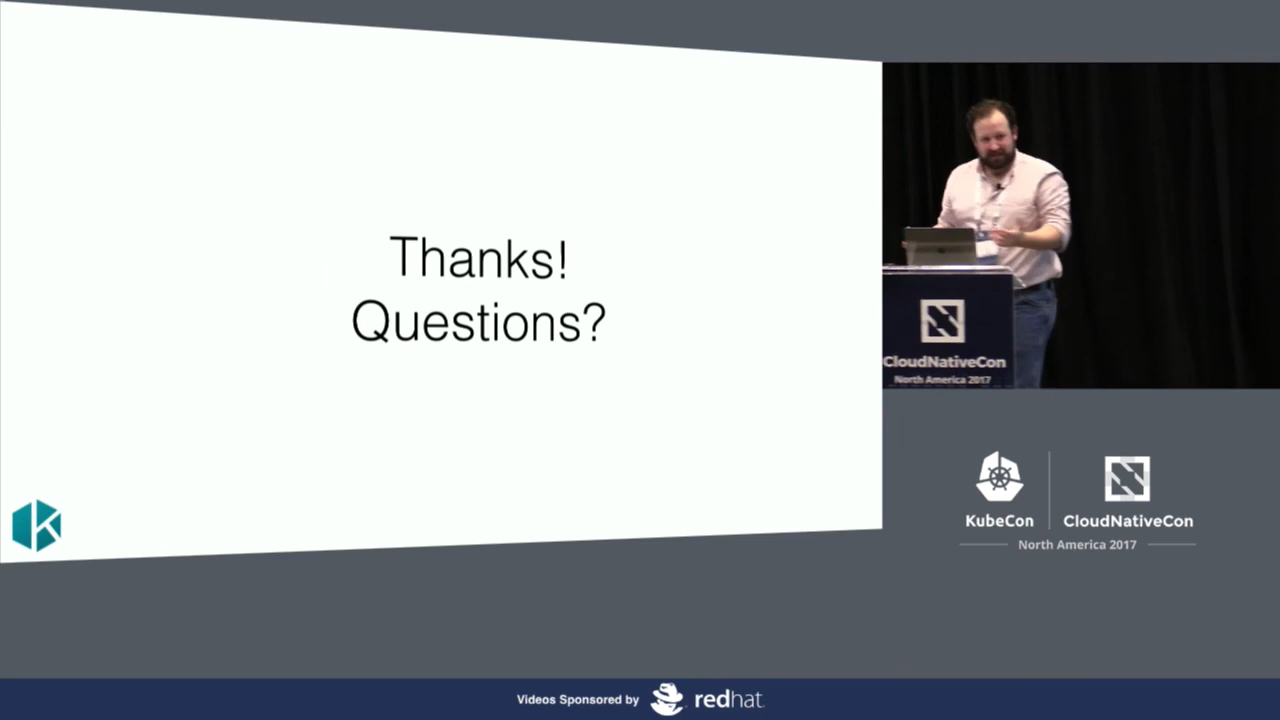 Thanks!
Questions?
CloudNativeCon
North America 2017
KubeCon
CloudNativeCon
North America 2017
Videos Sponsored by
redhat